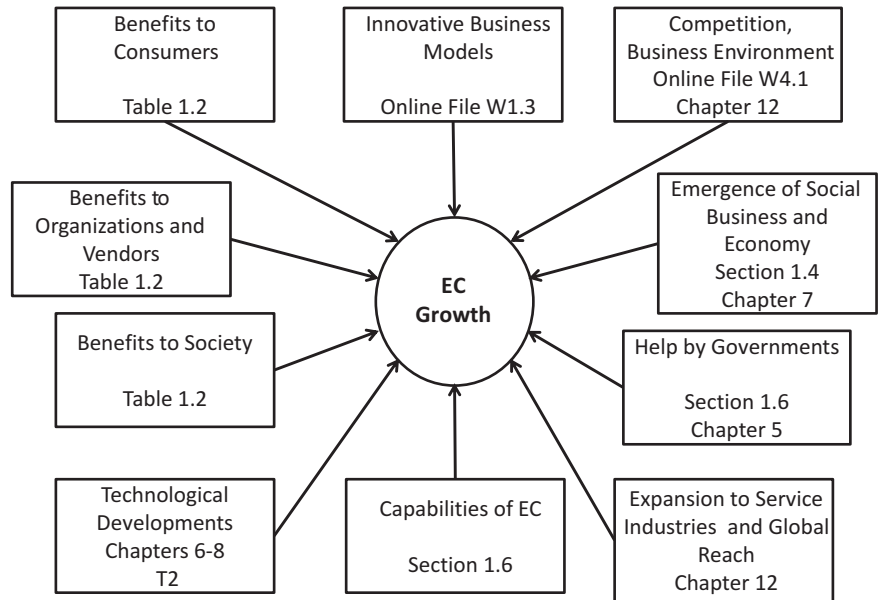 Benefits to
Consumers
Table 1.2
Innovative Business
Models
Online File W1.3
Competition,
Business Environment
Online File W4.1
Chapter 12
Benefits to
Organizations and
Vendors
Table 1.2
Emergence of Social
Business and
Economy
Section 1.4
Chapter 7
EC
Growth
Benefits to Society
Table 1.2
Help by Governments
Section 1.6
Chapter 5
Technological
Developments
Chapters 6-8
T2
Capabilities of EC
Section 1.6
Expansion to Service
Industries and Global
Reach
Chapter 12